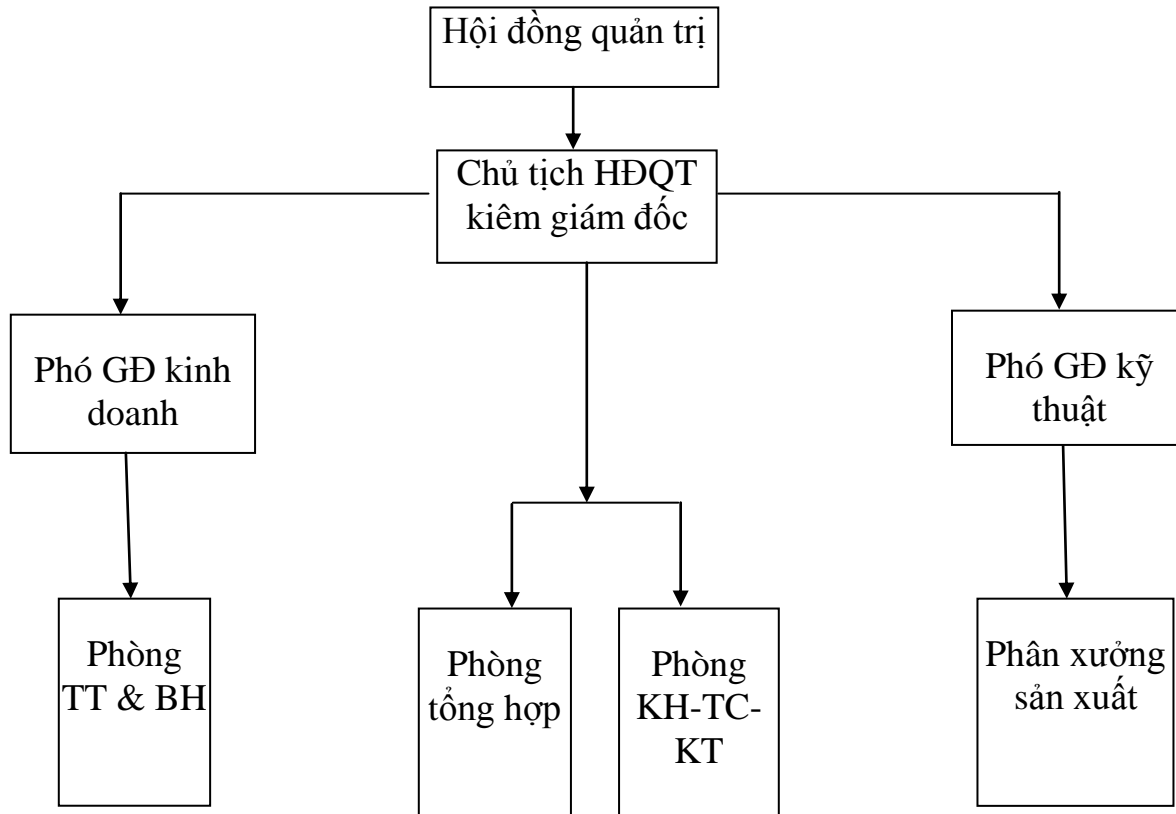 Hội đồng quản trị
Chủ tịch HĐQT
kiêm giám đốc
Phó GĐ kinh
doanh
Phó GĐ kỹ
thuật
Phòng
TT & BH
Phòng
tổng hợp
Phòng
KH-TC-
KT
Phân xưởng
sản xuất